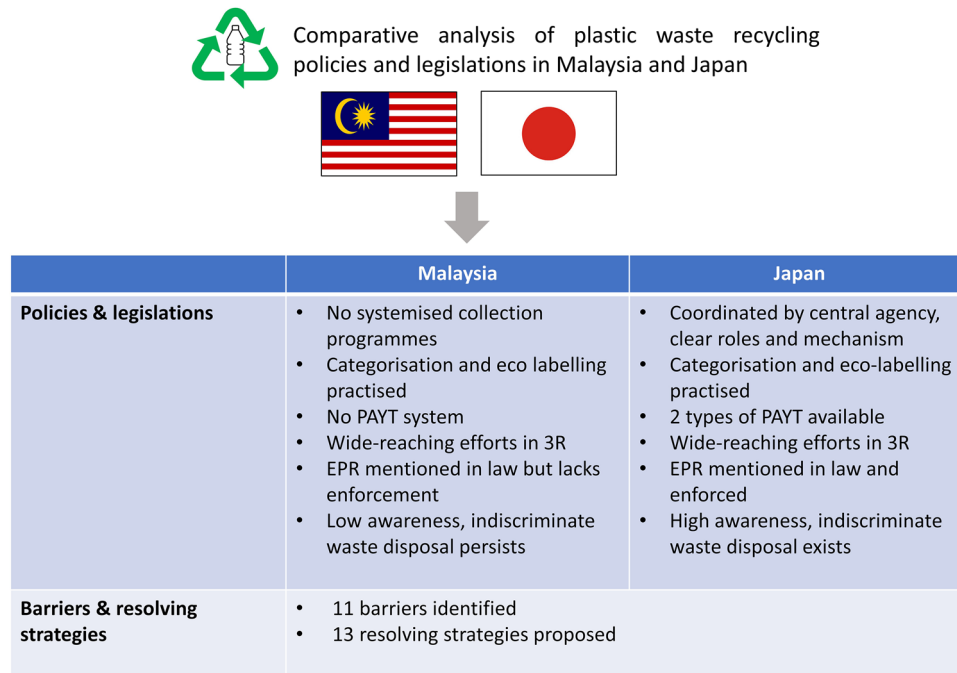 Comparative analysis of plastic waste recycling
policies and legislations in Malaysia and Japan
Malaysia
Japan
Policies & legislations
• No systemised collection
programmes
• Categorisation and eco labelling
practised
• No PAYT system
• Wide-reaching efforts in 3R
• EPR mentioned in law but lacks
enforcement
• Low awareness, indiscriminate
waste disposal persists
• Coordinated by central agency,
clear roles and mechanism
• Categorisation and eco-labelling
practised
• 2 types of PAYT available
• Wide-reaching efforts in 3R
• EPR mentioned in law and
enforced
• High awareness, indiscriminate
waste disposal exists
Barriers & resolving
strategies
• 11 barriers identified
• 13 resolving strategies proposed